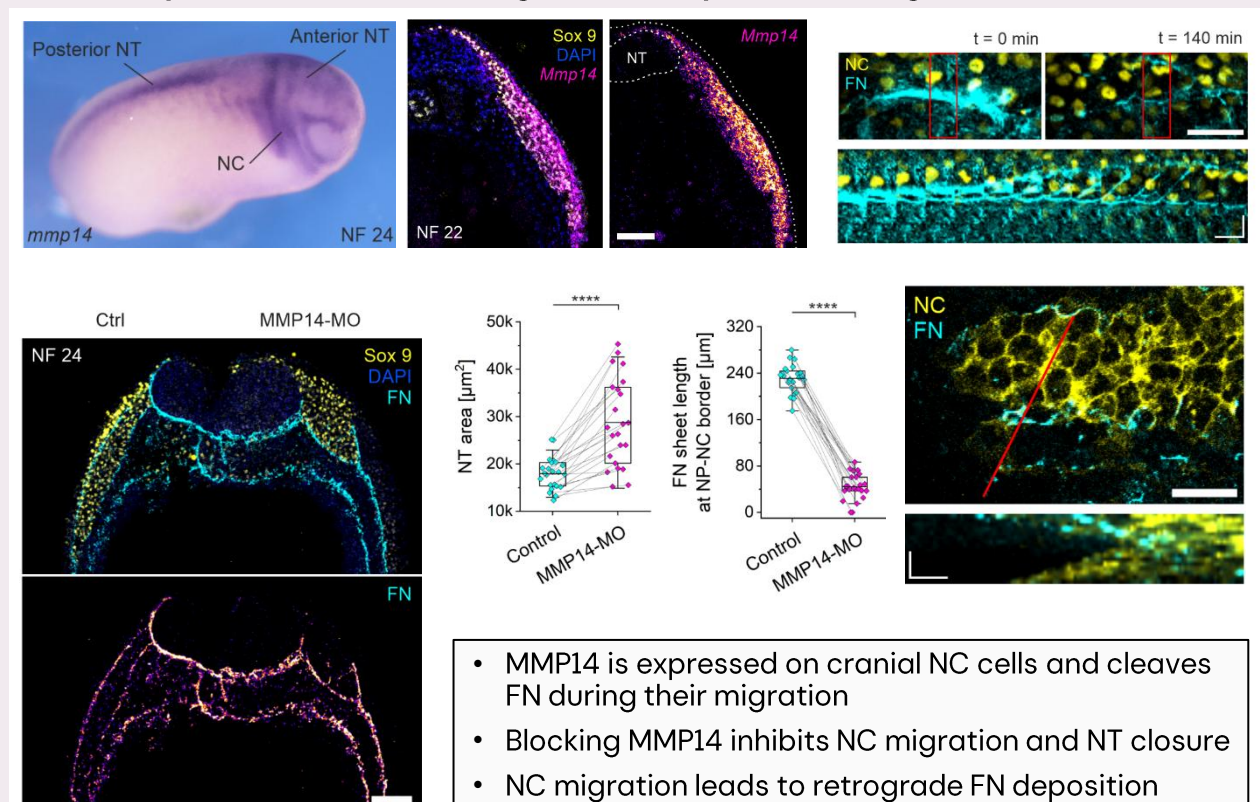 Posterior NT
Anterior NT
NC
mmp14
NF 24
Sox 9
DAPI
Mmp14
NF 22
Mmp14
NT
t = 0 min
t = 140 min
NC
FN
Ctrl
MMP14-MO
NF 24
Sox 9
DAPI
FN
FN
****
50k
40k
30k
20k
10k
NT area [µm²]
Control
MMP14-MO
****
320
240
160
80
0
FN sheet length
at NP-NC border [µm]
Control
MMP14-MO
NC
FN
• MMP14 is expressed on cranial NC cells and cleaves
FN during their migration
• Blocking MMP14 inhibits NC migration and NT closure
• NC migration leads to retrograde FN deposition